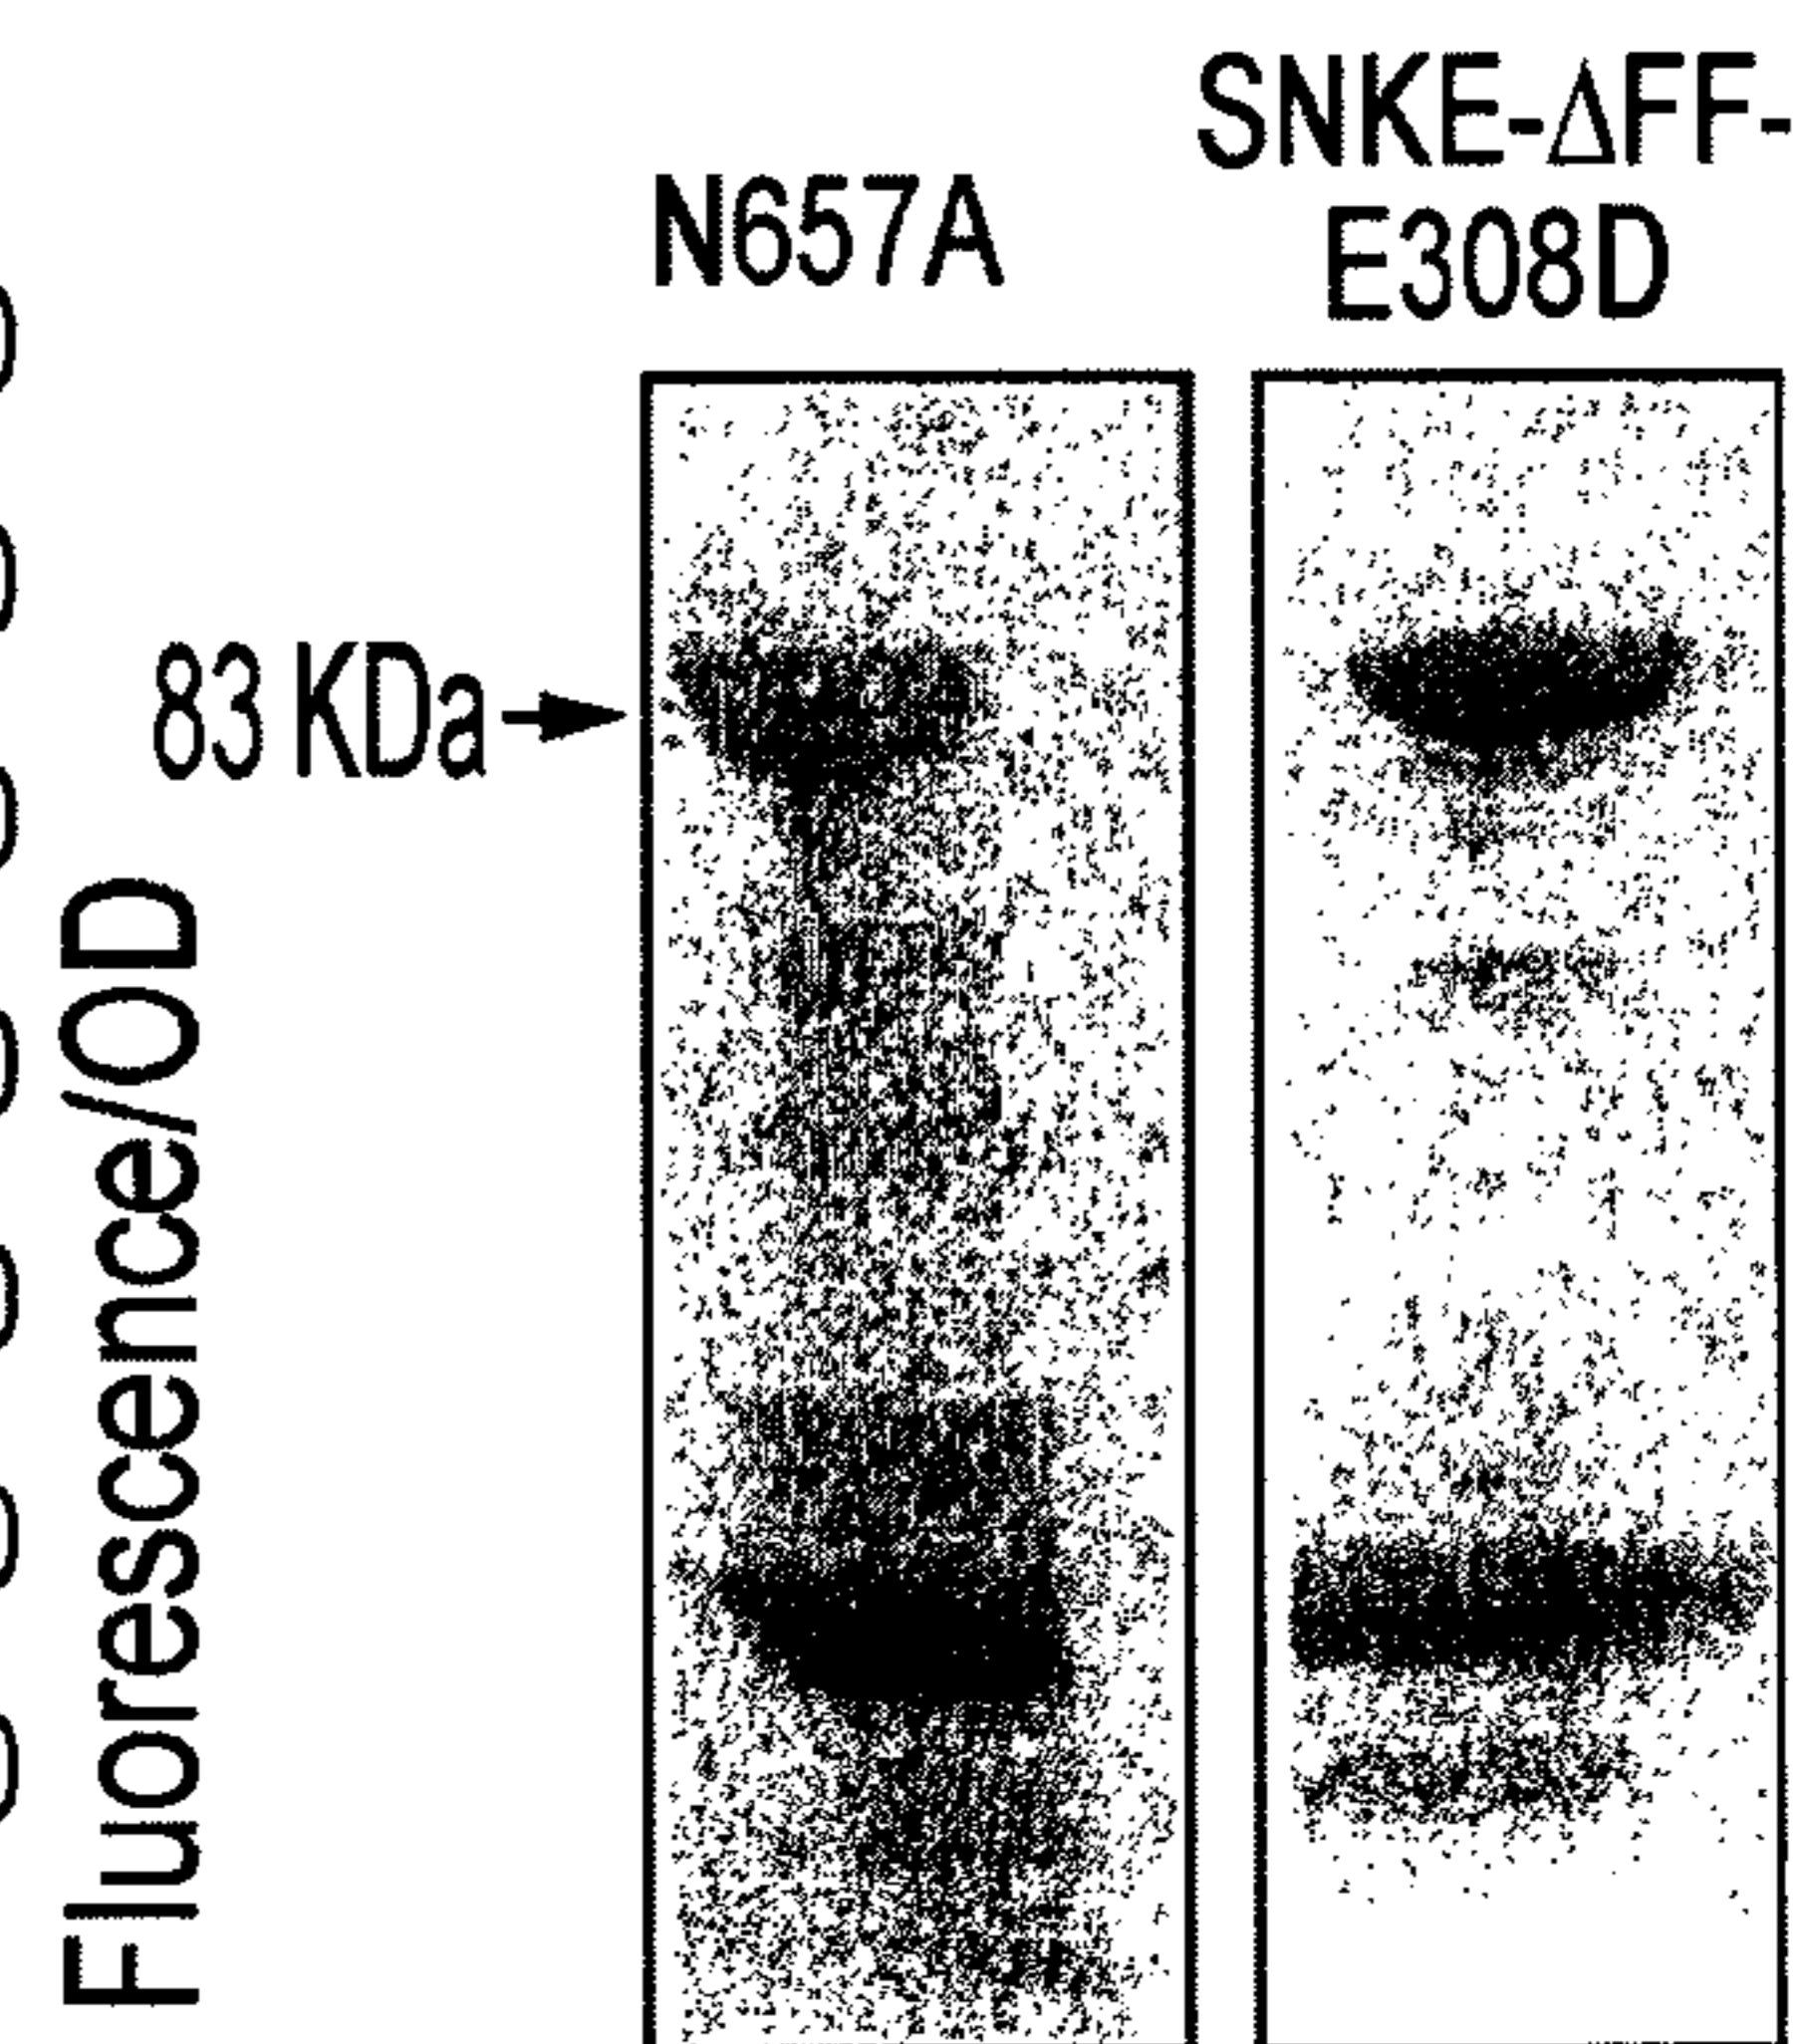 SNKE-ΔFF-
E308D
N657A
83 KDa
Fluorescence/OD